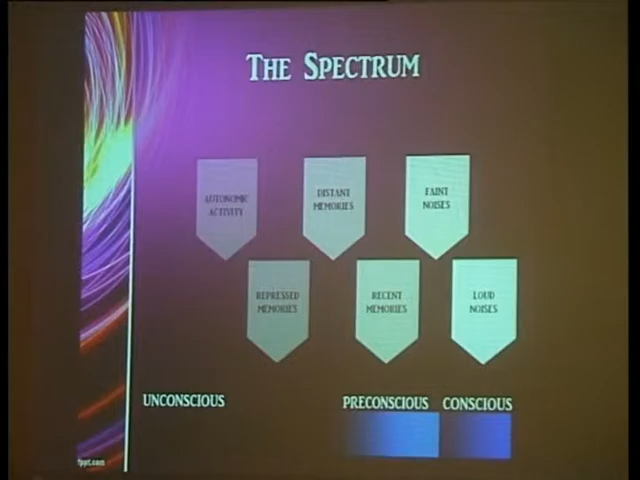 THE SPECTRUM
AUTONOMIC
ACTIVITY
DISTANT
MEMORIES
FAINT
NOISES
REPRESSED
MEMORIES
RECENT
MEMORIES
LOUD
NOISES
UNCONSCIOUS
PRECONSCIOUS
CONSCIOUS
fppt.com